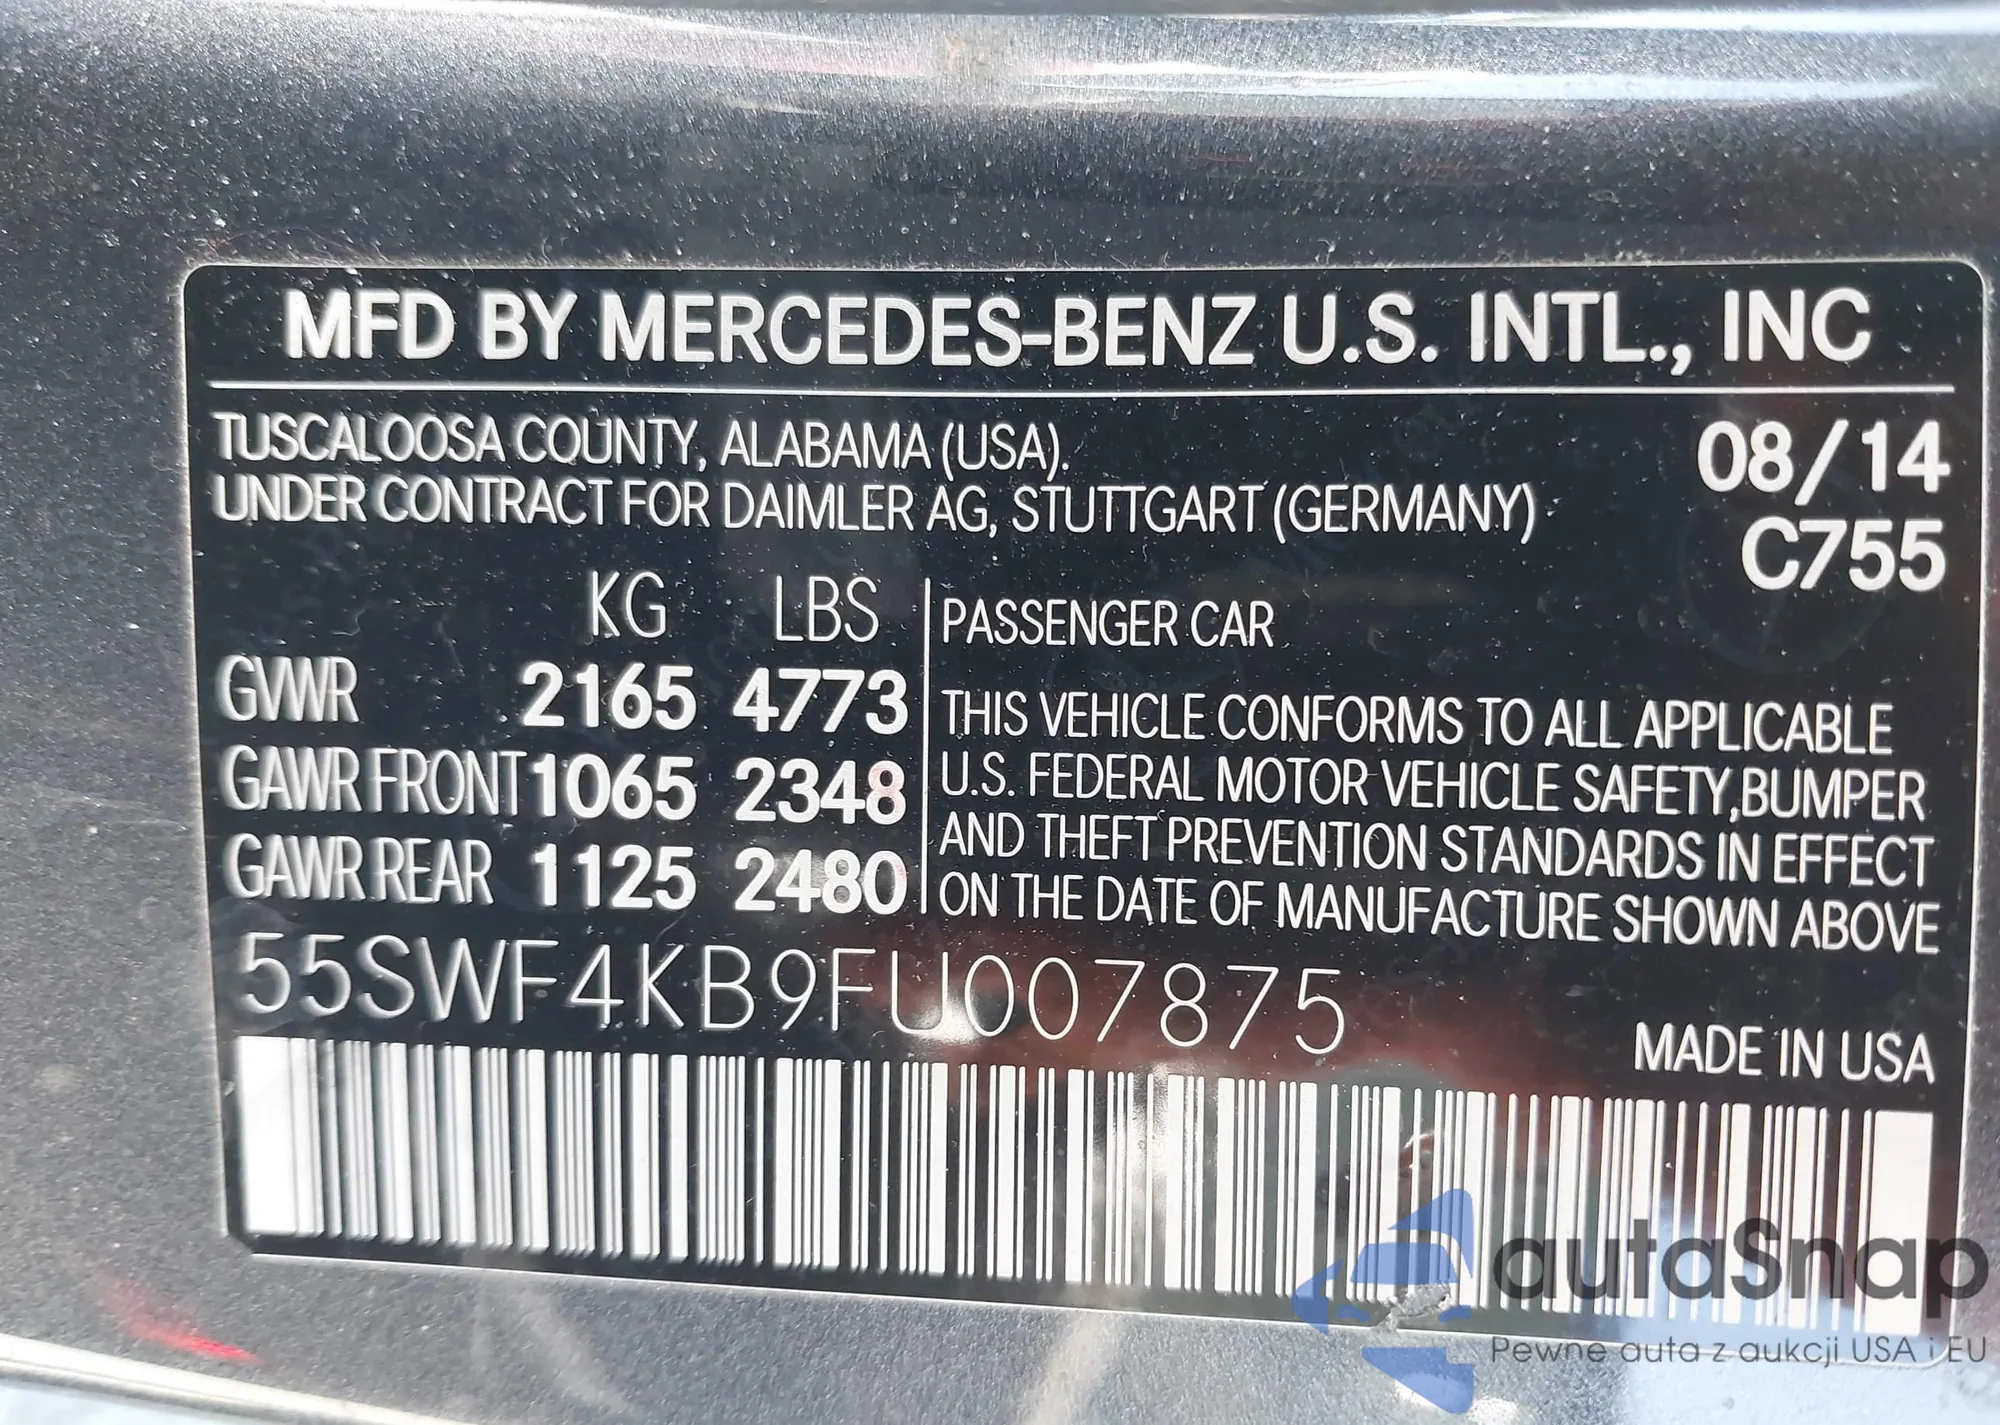 MFD BY MERCEDES-BENZ U.S. INTL., INC
TUSCALOOSA COUNTY, ALABAMA (USA). 08/14
UNDER CONTRACT FOR DAIMLER AG, STUTTGART (GERMANY)
C755
KG LBS
GVWR 2165 4773
GAWR FRONT 1065 2348
GAWR REAR 1125 2480
PASSENGER CAR
THIS VEHICLE CONFORMS TO ALL APPLICABLE
U.S. FEDERAL MOTOR VEHICLE SAFETY,BUMPER
AND THEFT PREVENTION STANDARDS IN EFFECT
ON THE DATE OF MANUFACTURE SHOWN ABOVE
55SWF4KB9FU007875
MADE IN USA
autaSnap
Pewne auta z aukcji USA i EU